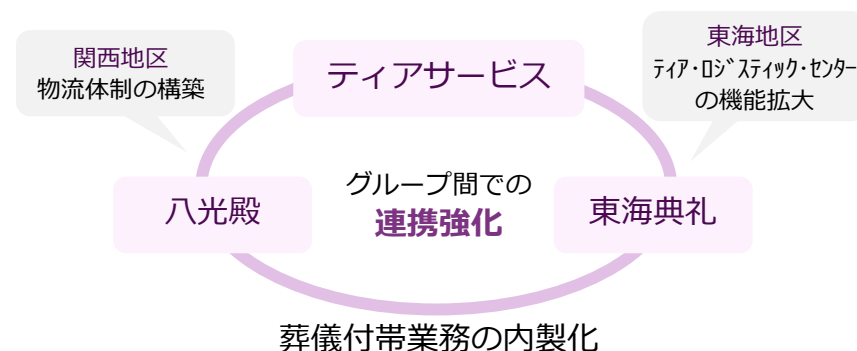 関西地区
物流体制の構築
ティアサービス
東海地区
ﾃｨｱ・ﾛｼﾞｽﾃｨｯｸ・ｾﾝﾀｰ
の機能拡大
八光殿
グループ間での
連携強化
東海典礼
葬儀付帯業務の内製化